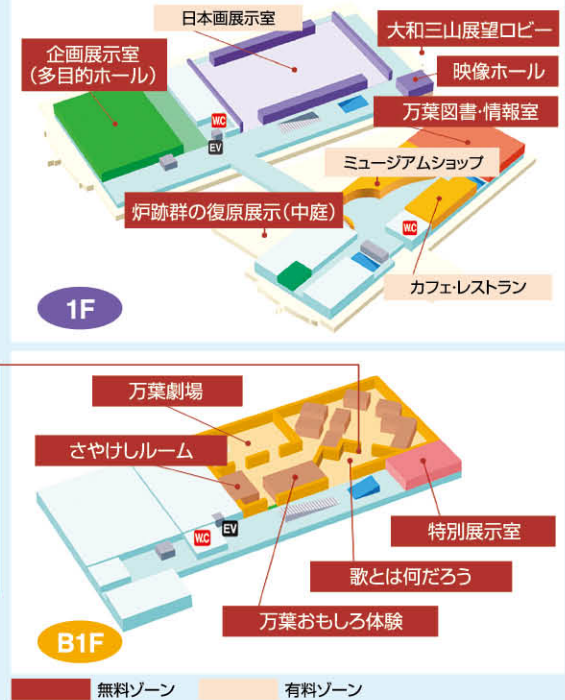 日本画展示室
大和三山展望ロビー
企画展示室
(多目的ホール)
映像ホール
万葉図書・情報室
W.C
EV
ミュージアムショップ
炉跡群の復原展示(中庭)
W.C
カフェ・レストラン
1F
万葉劇場
さやけしルーム
W.C
EV
特別展示室
歌とは何だろう
万葉おもしろ体験
B1F
無料ゾーン
有料ゾーン